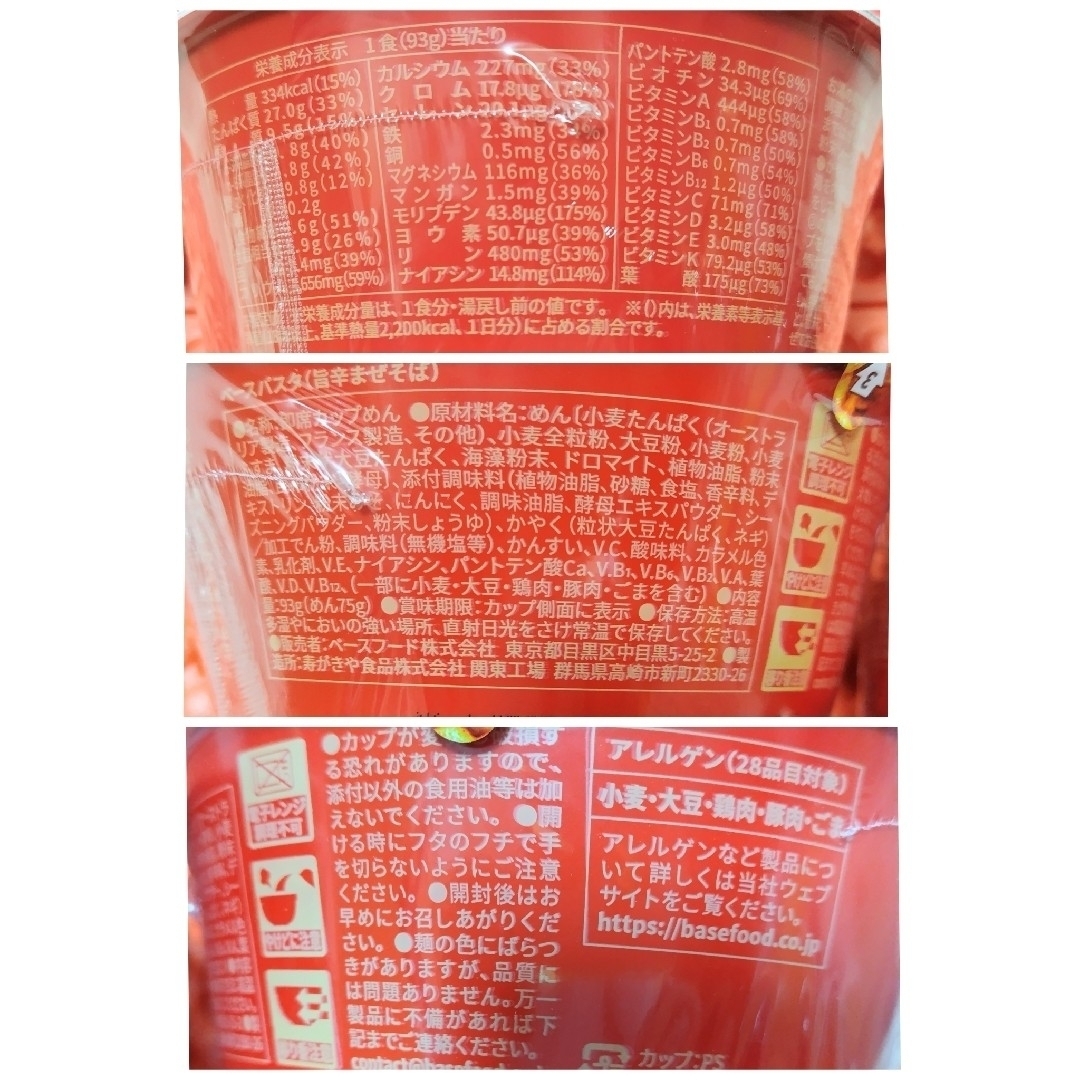 栄養成分表示 1食(93g)当たり
量 334kcal(15%)
たんぱく質 27.0g(33%)
9.5g(15%)
8g(40%)
8g(42%)
9.8g(12%)
0.2g
.6g(51%)
.9g(26%)
.4mg(39%)
656mg(59%)
カルシウム 227mg(33%)
クロム 17.8μg
鉄 2.3mg
銅 0.5mg(56%)
マグネシウム 116mg(36%)
マンガン 1.5mg(39%)
モリブデン 43.8μg(175%)
ヨウ素 50.7μg(39%)
リン 480mg(53%)
ナイアシン 14.8mg(114%)
パントテン酸 2.8mg(58%)
ビオチン 34.3μg(69%)
ビタミンA 444μg(58%)
ビタミンB₁ 0.7mg(58%)
ビタミンB₂ 0.7mg(50%)
ビタミンB₆ 0.7mg(54%)
ビタミンB₁₂ 1.2μg(50%)
ビタミンC 71mg(71%)
ビタミンD 3.2μg(58%)
ビタミンE 3.0mg(48%)
ビタミンK 79.2μg(53%)
葉酸 175μg(73%)
栄養成分量は、1食分・湯戻し前の値です。 ※()内は、栄養素等表示基
基準熱量2,200kcal、1日分)に占める割合です。
ベースパスタ(旨辛まぜそば)
●名称:即席カップめん ●原材料名:めん〔小麦たんぱく(オーストラ
リア製造、フランス製造、その他)、小麦全粒粉、大豆粉、小麦粉、小麦
大豆たんぱく、海藻粉末、ドロマイト、植物油脂、粉末
、添付調味料(植物油脂、砂糖、食塩、香辛料、デ
キストリン、にんにく、調味油脂、酵母エキスパウダー、シー
ズニングパウダー、粉末しょうゆ)、かやく(粒状大豆たんぱく、ネギ)
/加工でん粉、調味料(無機塩等)、かんすい、V.C、酸味料、カラメル色
素、乳化剤、V.E、ナイアシン、パントテン酸Ca、V.B₁、V.B₆、V.B₂、V.A、葉
酸、V.D、V.B₁₂、(一部に小麦・大豆・鶏肉・豚肉・ごまを含む) ●内容
量:93g(めん75g) ●賞味期限:カップ側面に表示 ●保存方法:高温
多湿やにおいの強い場所、直射日光をさけ常温で保存してください。
●販売者:ベースフード株式会社 東京都目黒区中目黒5-25-2 ●製
造所:寿がきや食品株式会社 関東工場 群馬県高崎市新町2330-26
電子レンジ
調理不可
やけどに注意
3
電子レンジ
調理不可
やけどに注意
●カップが
る恐れがありますので、
添付以外の食用油等は加
えないでください。 ●開
ける時にフタのフチで手
を切らないようにご注意
ください。 ●開封後はお
早めにお召しあがりくだ
さい。 ●麺の色にばらつ
きがありますが、品質に
は問題ありません。万一
製品に不備があれば下
記までご連絡ください。
アレルゲン(28品目対象)
小麦・大豆・鶏肉・豚肉・ごま
アレルゲンなど製品につ
いて詳しくは当社ウェブ
サイトをご覧ください。
https://basefood.co.jp
カップ:PS